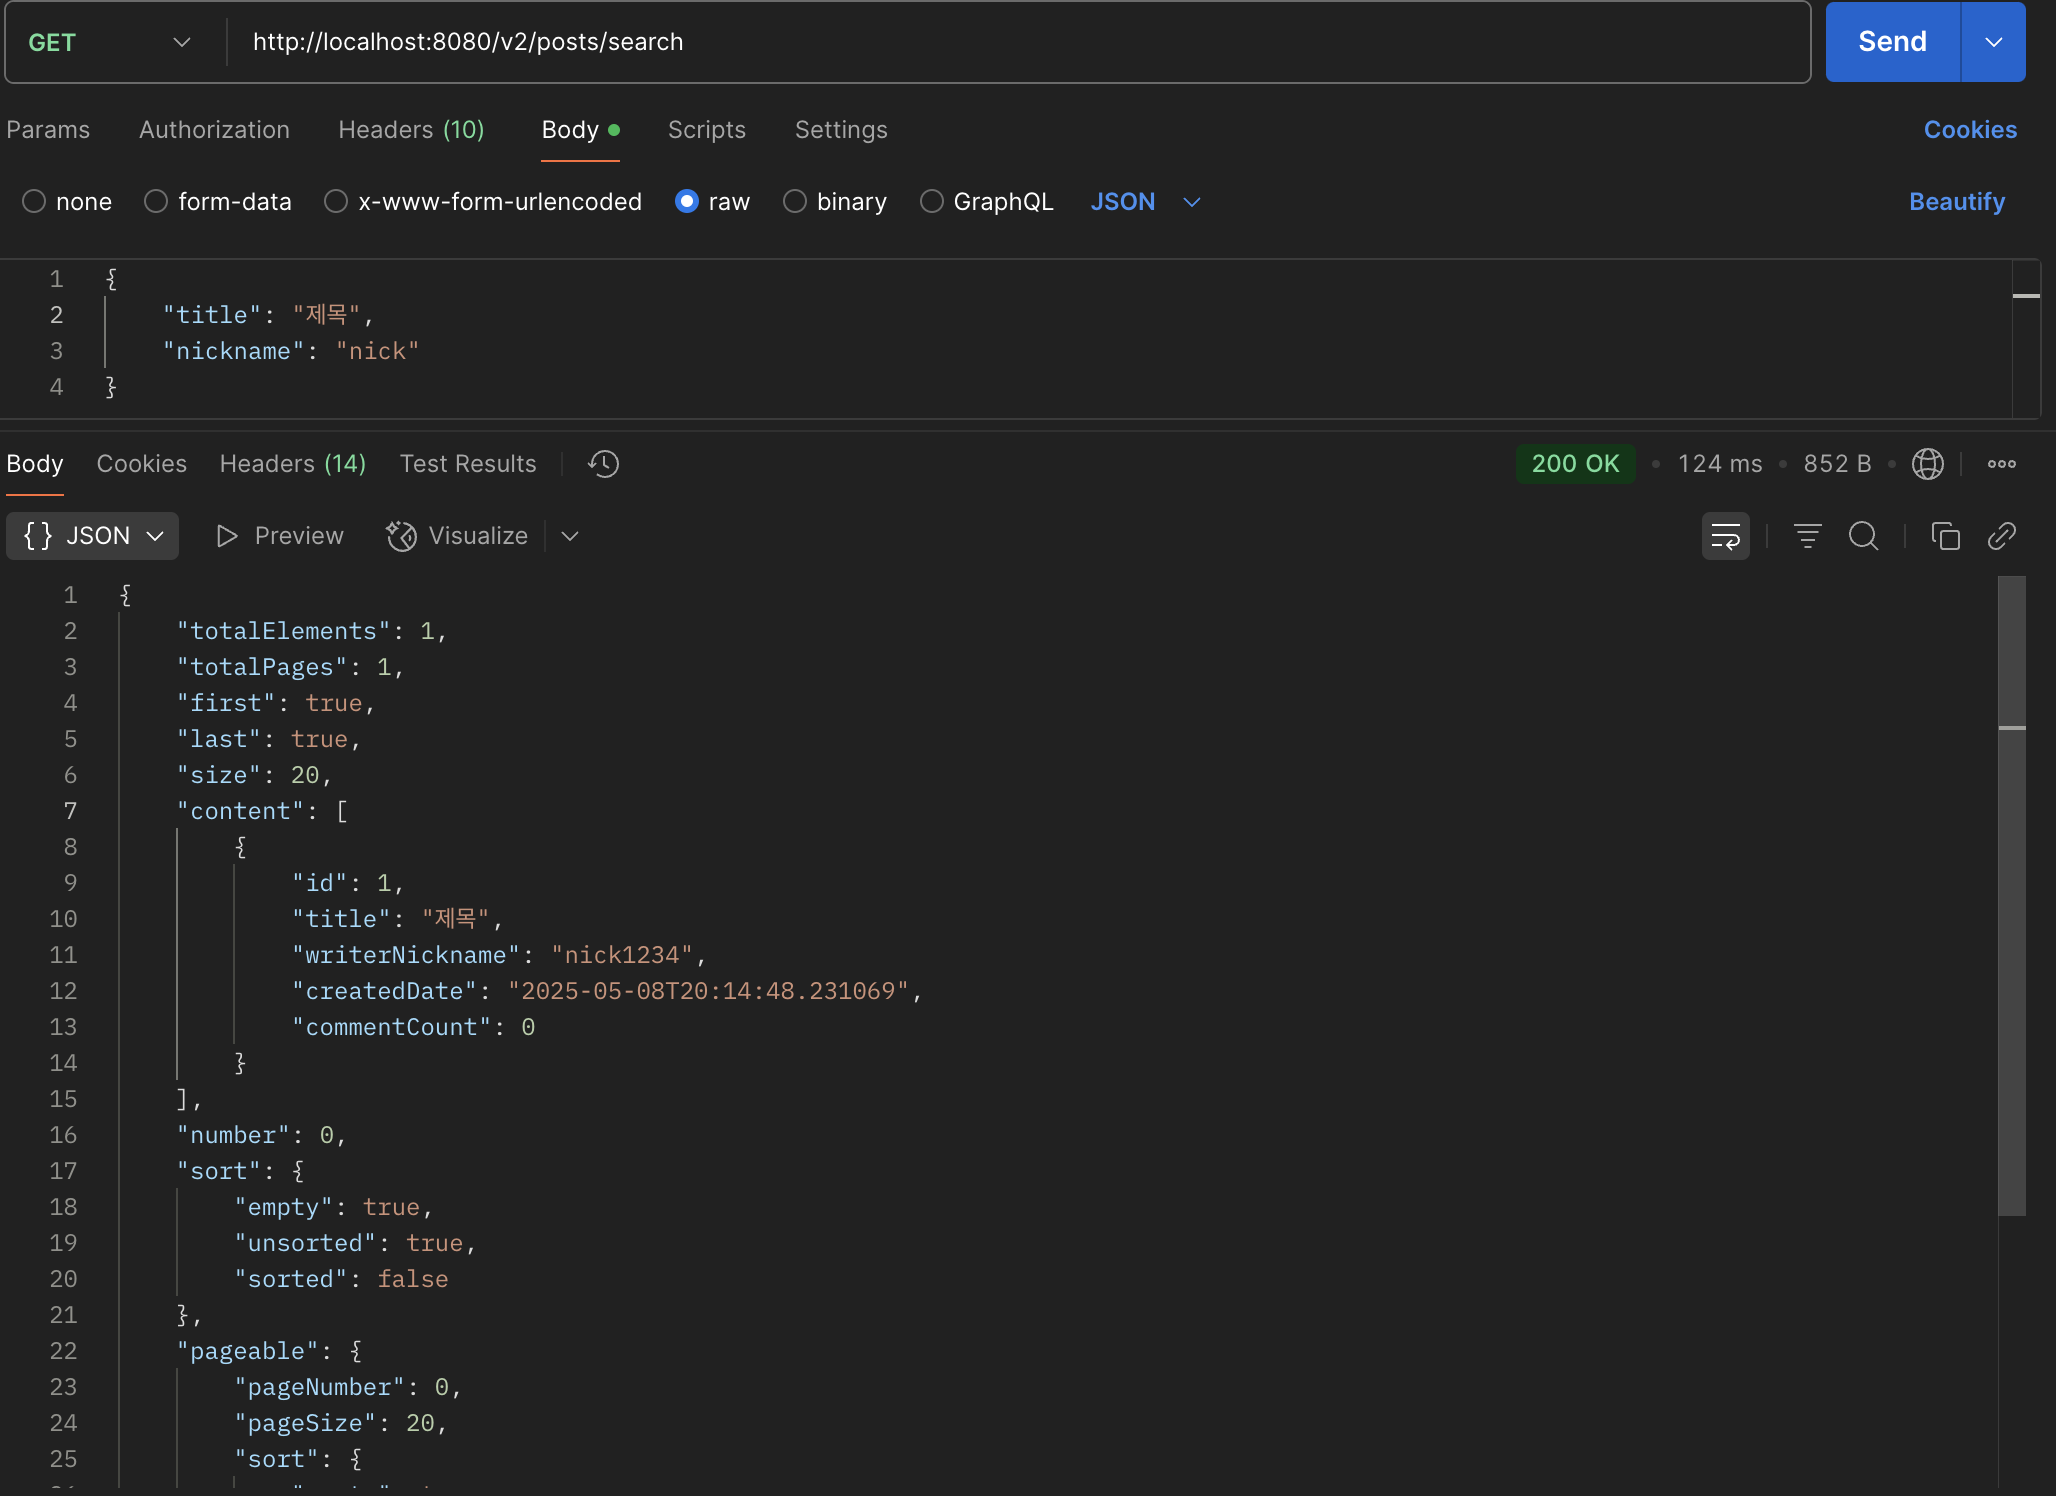 GET http://localhost:8080/v2/posts/search Send
Params Authorization Headers (10) Body Scripts Settings Cookies
none form-data x-www-form-urlencoded raw binary GraphQL JSON Beautify
1 {
2 "title": "제목",
3 "nickname": "nick"
4 }
Body Cookies Headers (14) Test Results 200 OK 124 ms 852 B
{} JSON Preview Visualize
1 {
2 "totalElements": 1,
3 "totalPages": 1,
4 "first": true,
5 "last": true,
6 "size": 20,
7 "content": [
8 {
9 "id": 1,
10 "title": "제목",
11 "writerNickname": "nick1234",
12 "createdDate": "2025-05-08T20:14:48.231069",
13 "commentCount": 0
14 }
15 ],
16 "number": 0,
17 "sort": {
18 "empty": true,
19 "unsorted": true,
20 "sorted": false
21 },
22 "pageable": {
23 "pageNumber": 0,
24 "pageSize": 20,
25 "sort": {